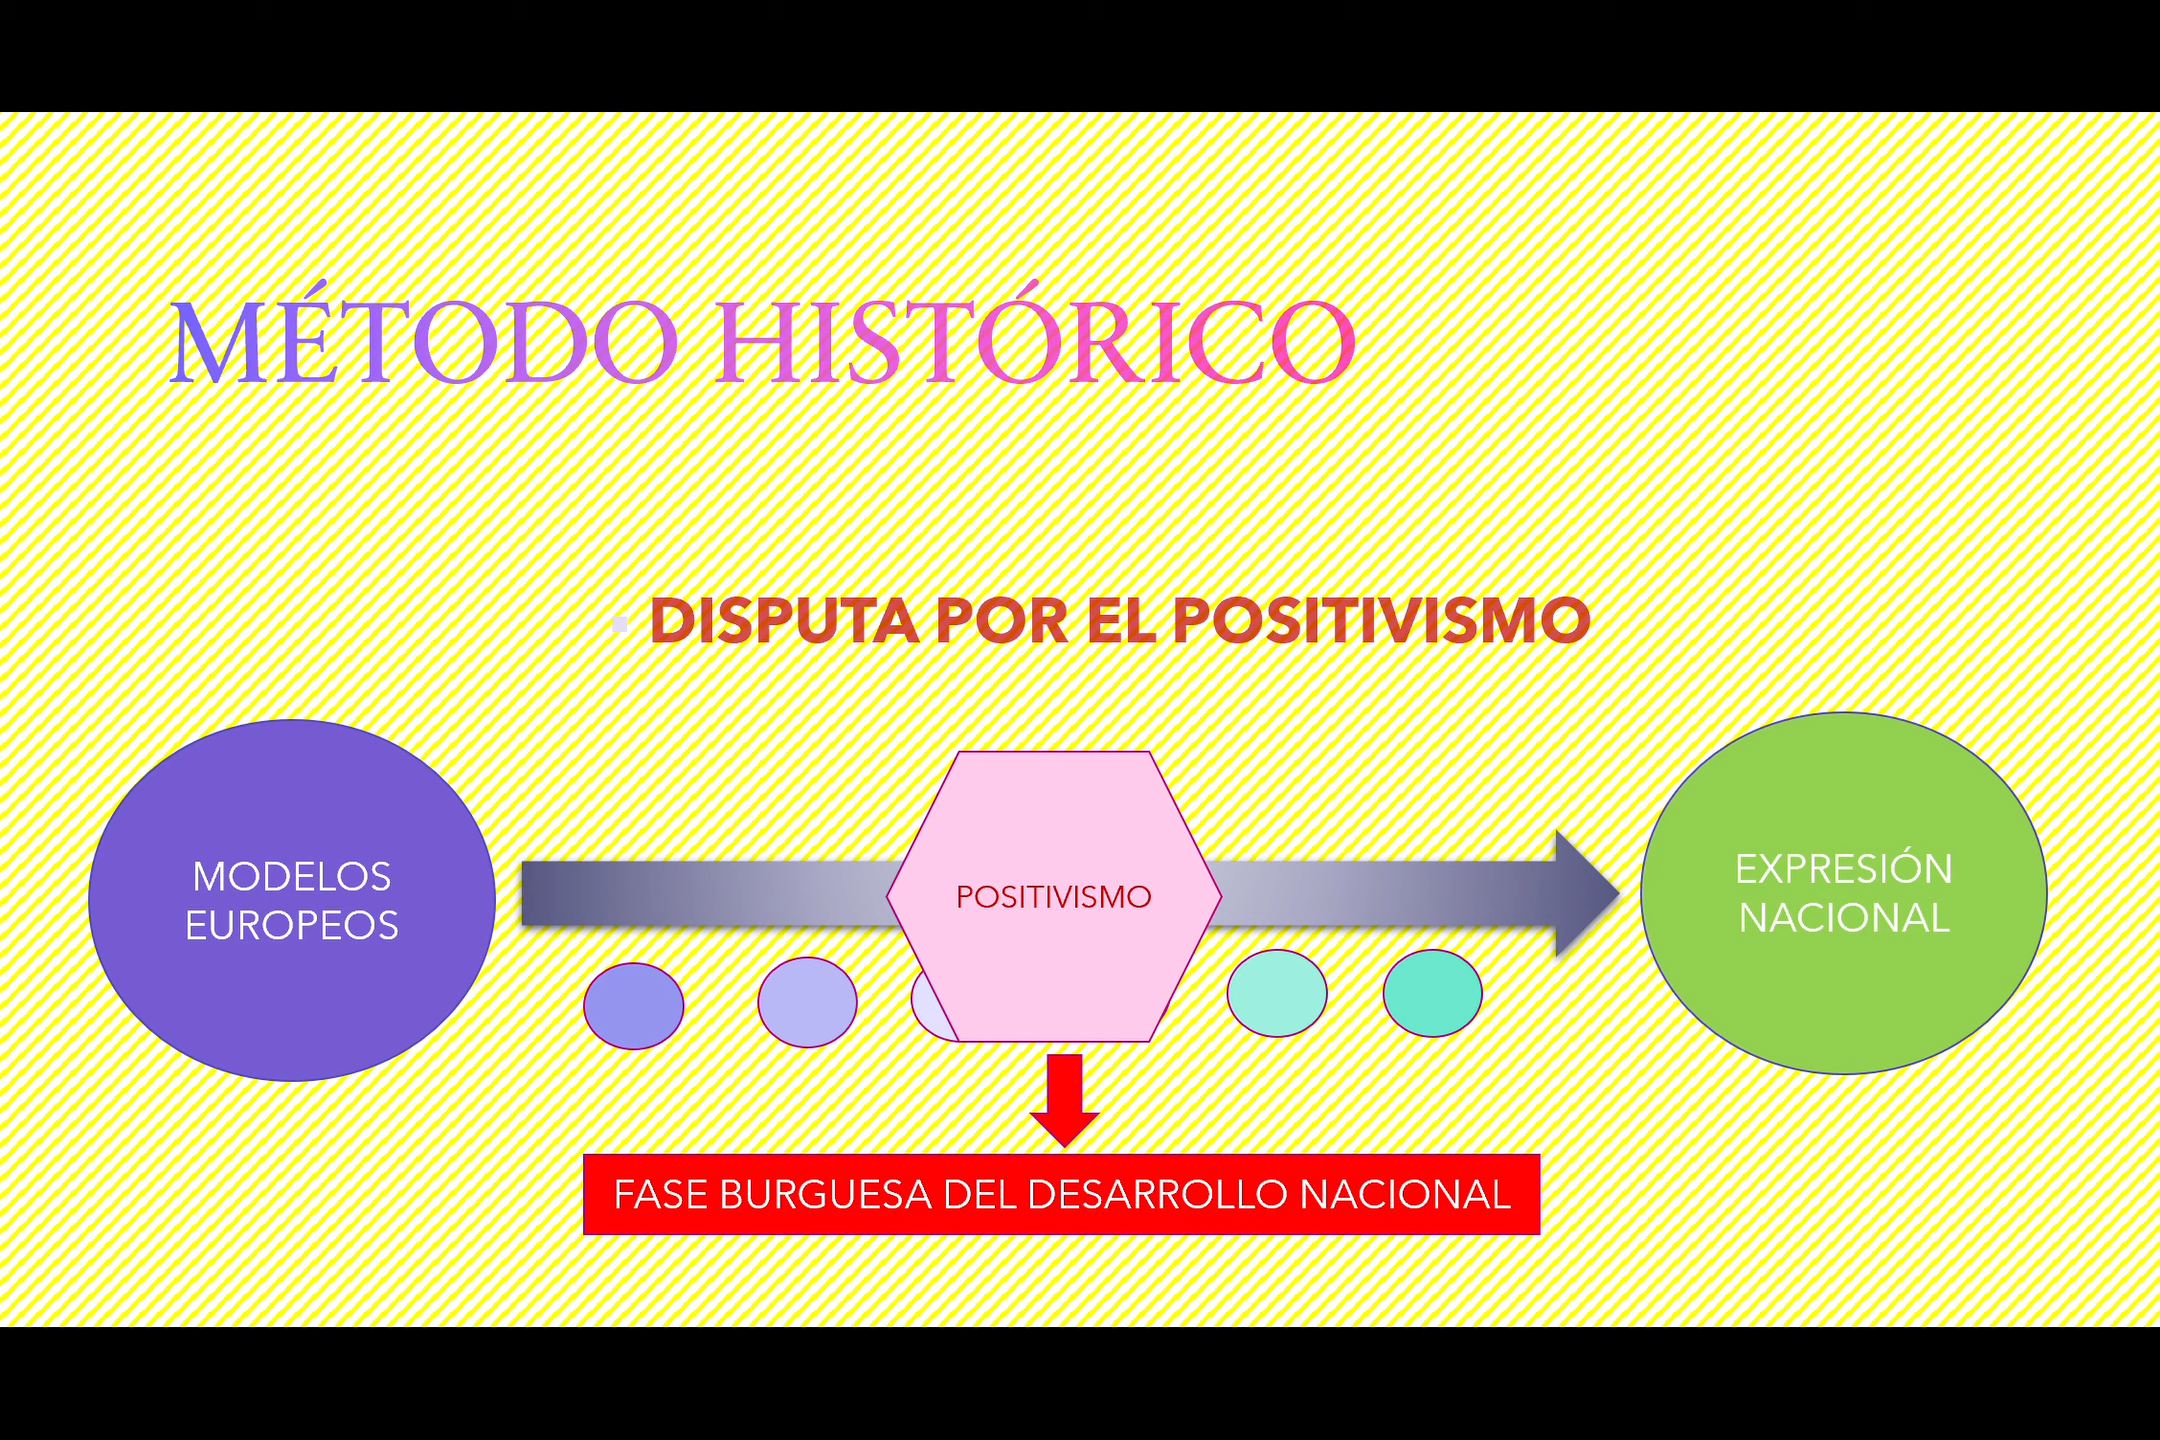 MÉTODO HISTÓRICO
DISPUTA POR EL POSITIVISMO
MODELOS
EUROPEOS
POSITIVISMO
EXPRESIÓN
NACIONAL
FASE BURGUESA DEL DESARROLLO NACIONAL